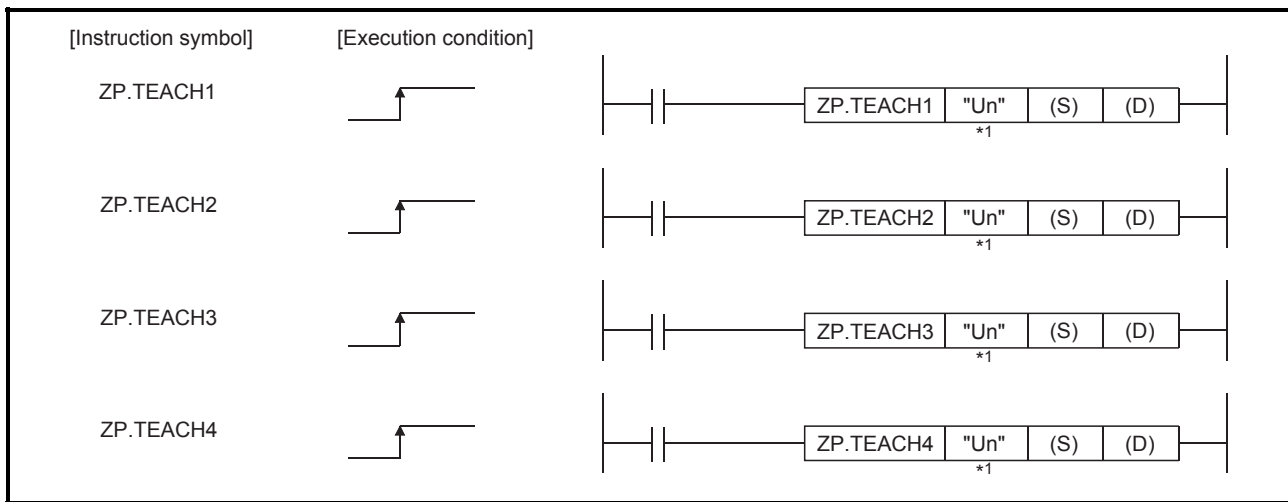 [Instruction symbol] [Execution condition]
ZP.TEACH1 ZP.TEACH1 "Un" (S) (D)
*1
ZP.TEACH2 ZP.TEACH2 "Un" (S) (D)
*1
ZP.TEACH3 ZP.TEACH3 "Un" (S) (D)
*1
ZP.TEACH4 ZP.TEACH4 "Un" (S) (D)
*1